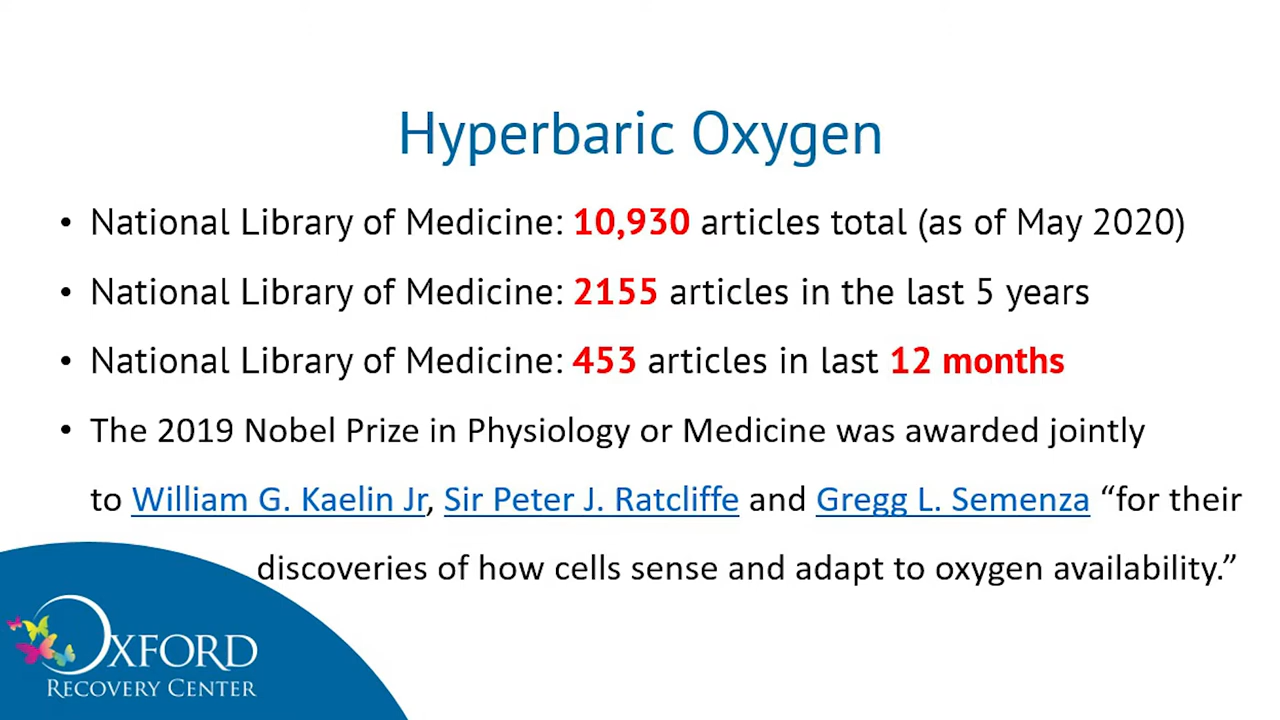 Hyperbaric Oxygen
• National Library of Medicine: 10,930 articles total (as of May 2020)
• National Library of Medicine: 2155 articles in the last 5 years
• National Library of Medicine: 453 articles in last 12 months
• The 2019 Nobel Prize in Physiology or Medicine was awarded jointly
to William G. Kaelin Jr, Sir Peter J. Ratcliffe and Gregg L. Semenza “for their
discoveries of how cells sense and adapt to oxygen availability.”
OXFORD
RECOVERY CENTER